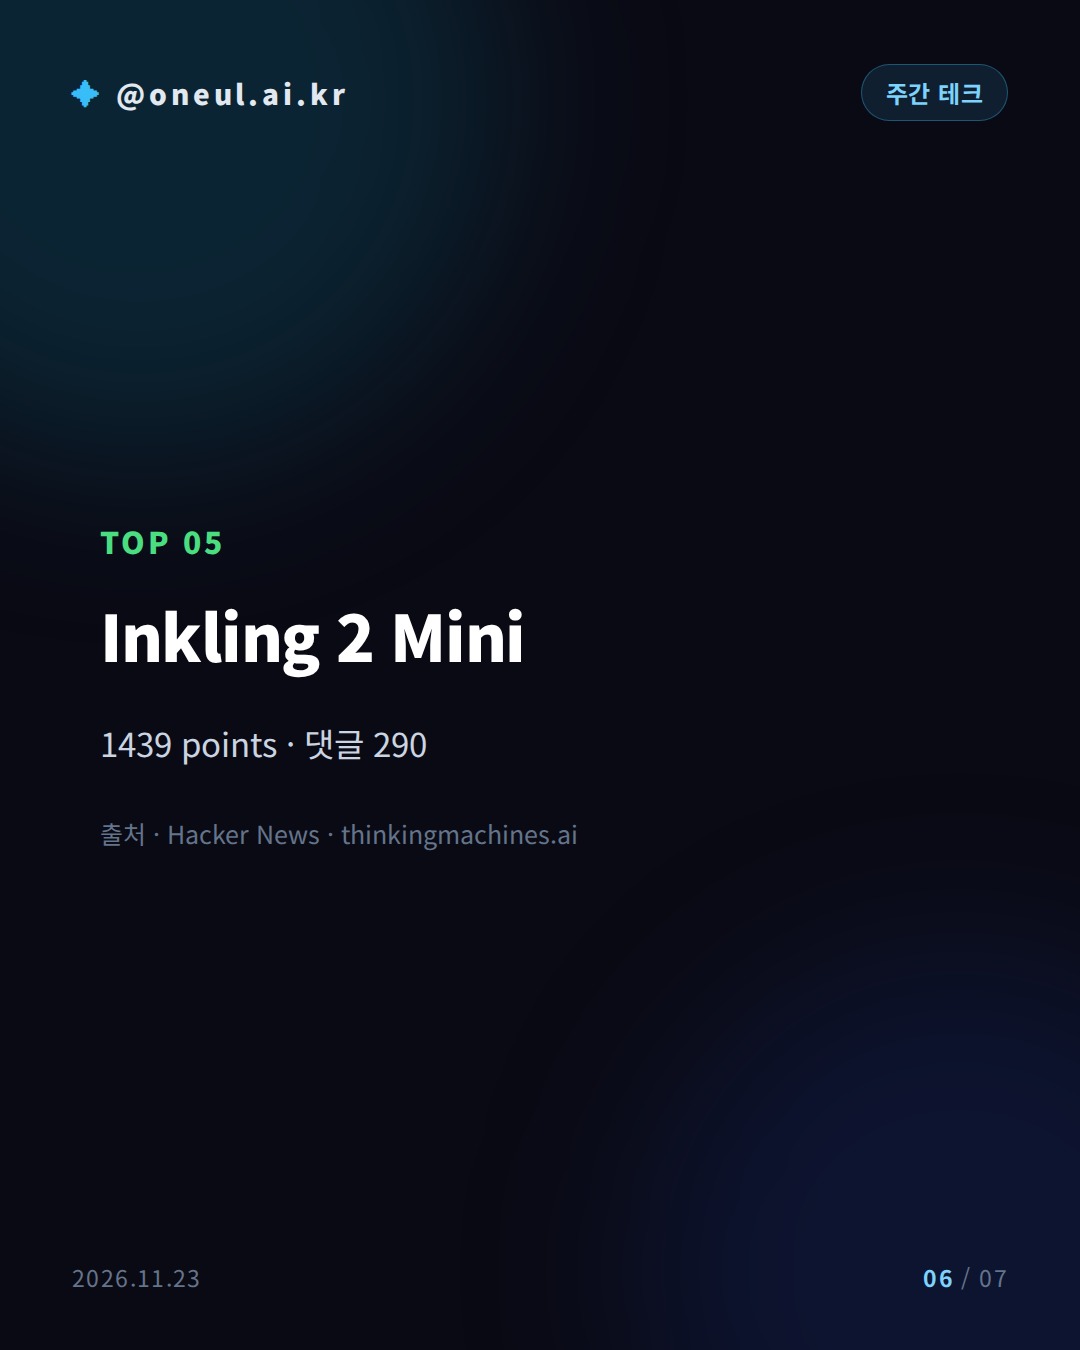 @oneul.ai.kr
주간 테크
TOP 05
Inkling 2 Mini
1439 points · 댓글 290
출처 · Hacker News · thinkingmachines.ai
2026.11.23
06 / 07